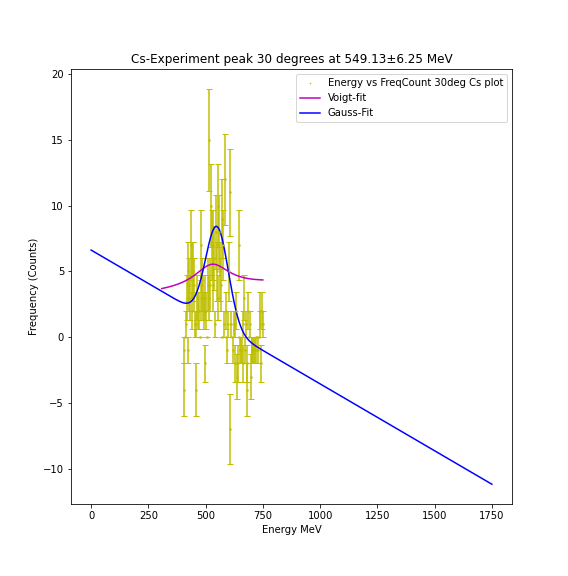 Cs-Experiment peak 30 degrees at 549.13±6.25 MeV
Energy vs FreqCount 30deg Cs plot
Voigt-fit
Gauss-Fit
20
15
10
5
0
−5
−10
Frequency (Counts)
0 250 500 750 1000 1250 1500 1750
Energy MeV